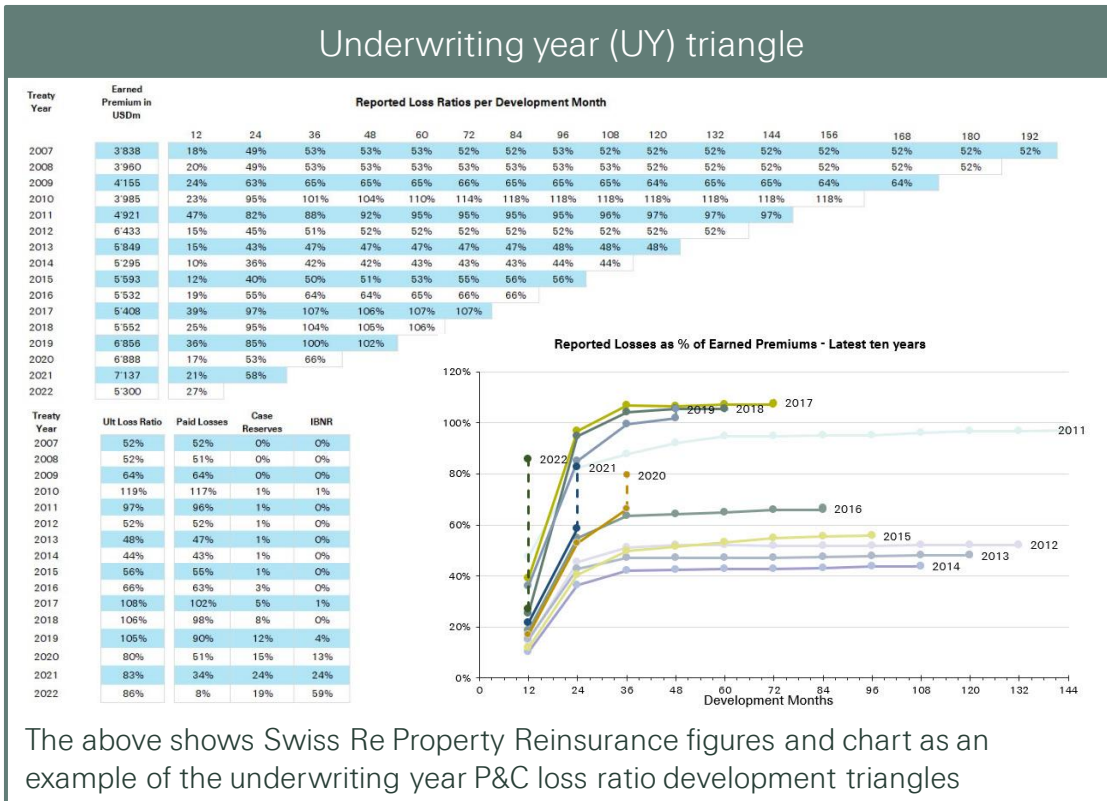 Underwriting year (UY) triangle
Treaty Year Earned Premium in USDm Reported Loss Ratios per Development Month
12 24 36 48 60 72 84 96 108 120 132 144 156 168 180 192
2007 3'838 18% 49% 53% 53% 53% 52% 52% 53% 52% 52% 52% 52% 52% 52% 52% 52%
2008 3'960 20% 49% 53% 53% 53% 53% 53% 53% 53% 52% 52% 52% 52% 52% 52%
2009 4'155 24% 63% 65% 65% 65% 66% 65% 65% 65% 64% 65% 65% 64% 64%
2010 3'985 23% 95% 101% 104% 110% 114% 118% 118% 118% 118% 118% 118% 118%
2011 4'921 47% 82% 88% 92% 95% 95% 95% 95% 96% 97% 97% 97%
2012 6'433 15% 45% 51% 52% 52% 52% 52% 52% 52% 52% 52%
2013 5'849 15% 43% 47% 47% 47% 47% 47% 48% 48% 48%
2014 5'295 10% 36% 42% 42% 43% 43% 43% 44% 44%
2015 5'593 12% 40% 50% 51% 53% 55% 56% 56%
2016 5'532 19% 55% 64% 64% 65% 66% 66%
2017 5'408 39% 97% 107% 106% 107% 107%
2018 5'552 25% 95% 104% 105% 106%
2019 6'856 36% 85% 100% 102%
2020 6'888 17% 53% 66%
2021 7'137 21% 58%
2022 5'300 27%
Treaty Year Ult Loss Ratio Paid Losses Case Reserves IBNR
2007 52% 52% 0% 0%
2008 52% 51% 0% 0%
2009 64% 64% 0% 0%
2010 119% 117% 1% 1%
2011 97% 96% 1% 0%
2012 52% 52% 1% 0%
2013 48% 47% 1% 0%
2014 44% 43% 1% 0%
2015 56% 55% 1% 0%
2016 66% 63% 3% 0%
2017 108% 102% 5% 1%
2018 106% 98% 8% 0%
2019 105% 90% 12% 4%
2020 80% 51% 15% 13%
2021 83% 34% 24% 24%
2022 86% 8% 19% 59%
Reported Losses as % of Earned Premiums - Latest ten years
120%
100%
80%
60%
40%
20%
0%
2017
2019
2018
2011
2022
2021
2020
2016
2015
2012
2013
2014
0 12 24 36 48 60 72 84 96 108 120 132 144
Development Months
The above shows Swiss Re Property Reinsurance figures and chart as an
example of the underwriting year P&C loss ratio development triangles